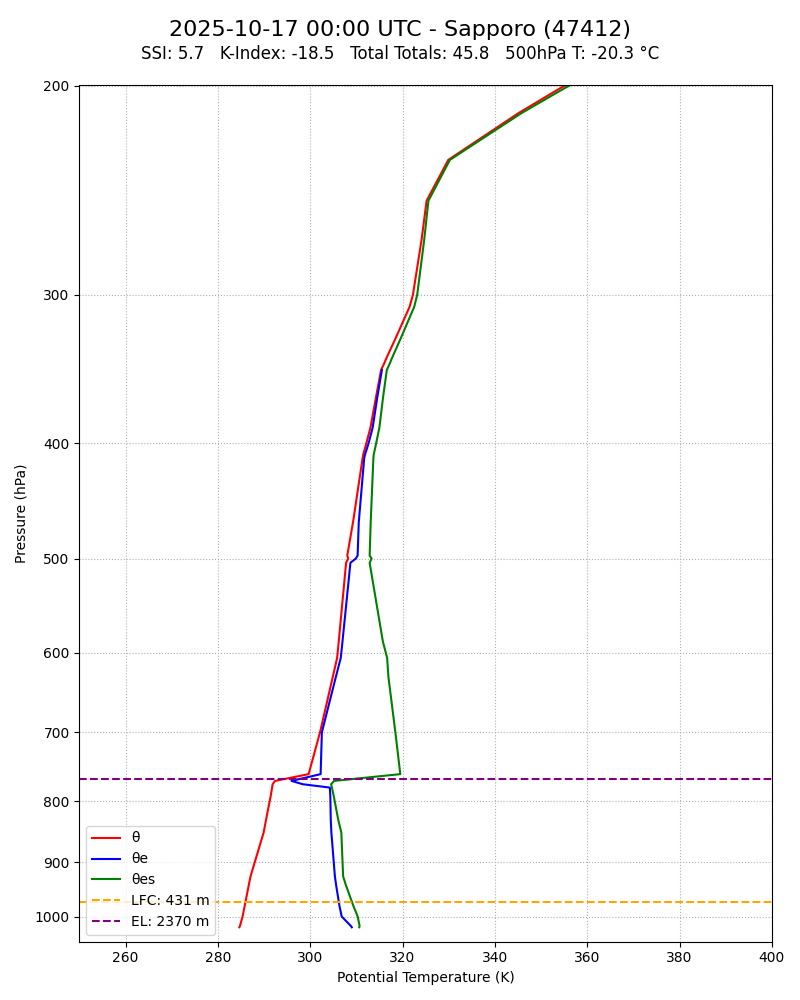 2025-10-17 00:00 UTC - Sapporo (47412)
SSI: 5.7   K-Index: -18.5   Total Totals: 45.8   500hPa T: -20.3 °C
200
300
400
500
600
700
800
900
1000
Pressure (hPa)
θ
θe
θes
LFC: 431 m
EL: 2370 m
260
280
300
320
340
360
380
400
Potential Temperature (K)